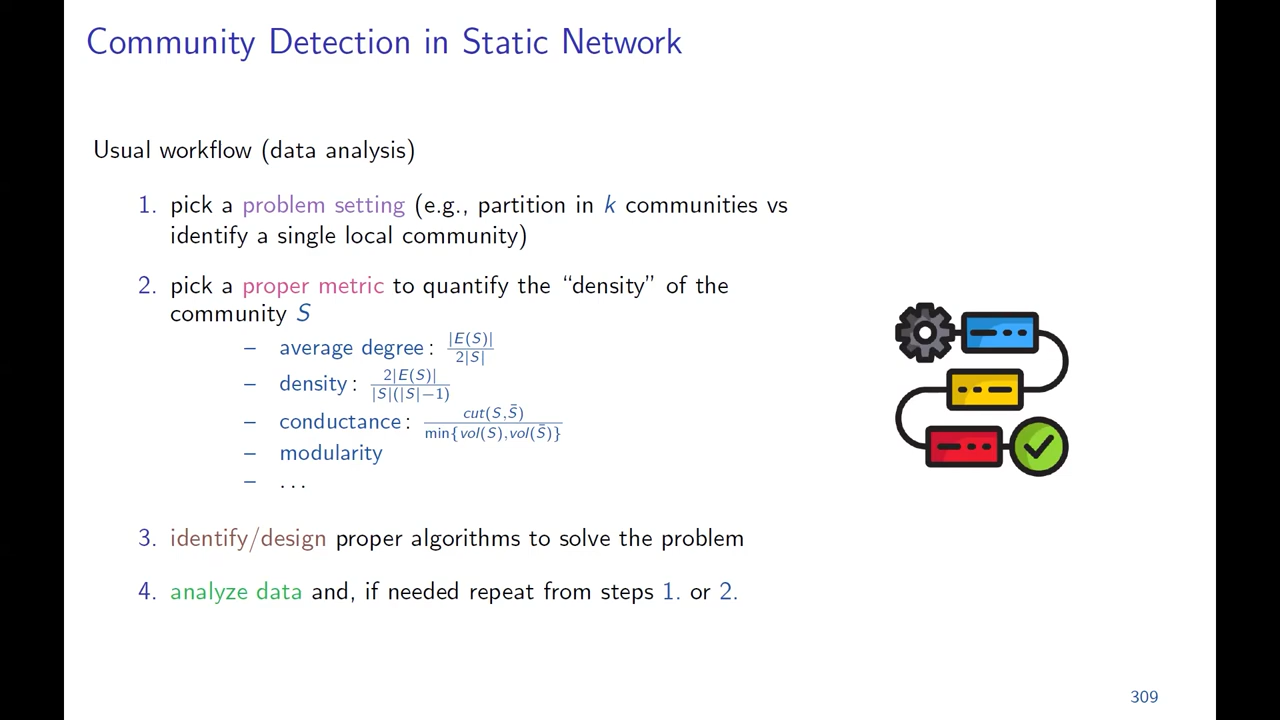 Community Detection in Static Network
Usual workflow (data analysis)
1. pick a problem setting (e.g., partition in k communities vs
identify a single local community)
2. pick a proper metric to quantify the “density” of the
community S
– average degree: |E(S)| / 2|S|
– density: 2|E(S)| / |S|(|S|−1)
– conductance: cut(S,S̄) / min{vol(S),vol(S̄)}
– modularity
– ...
3. identify/design proper algorithms to solve the problem
4. analyze data and, if needed repeat from steps 1. or 2.
309